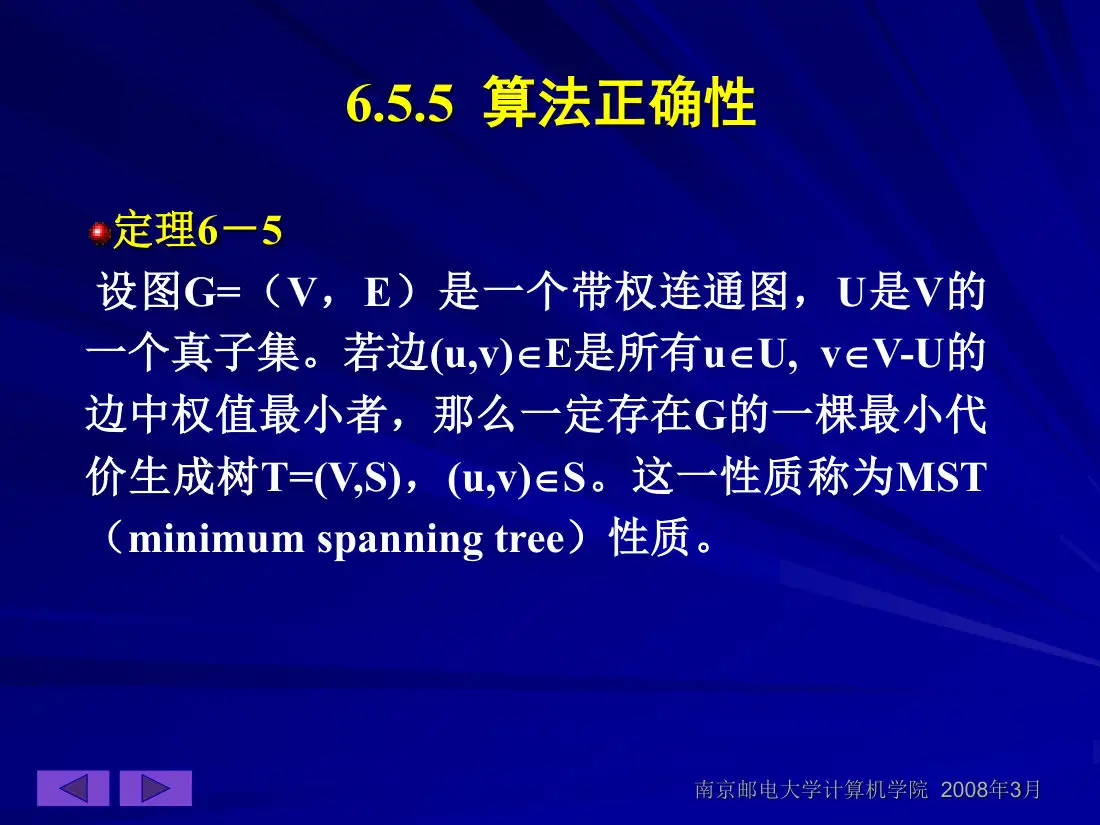 6.5.5 算法正确性
定理6－5
设图G=（V，E）是一个带权连通图，U是V的
一个真子集。若边(u,v)∈E是所有u∈U, v∈V-U的
边中权值最小者，那么一定存在G的一棵最小代
价生成树T=(V,S)，(u,v)∈S。这一性质称为MST
（minimum spanning tree）性质。
南京邮电大学计算机学院 2008年3月